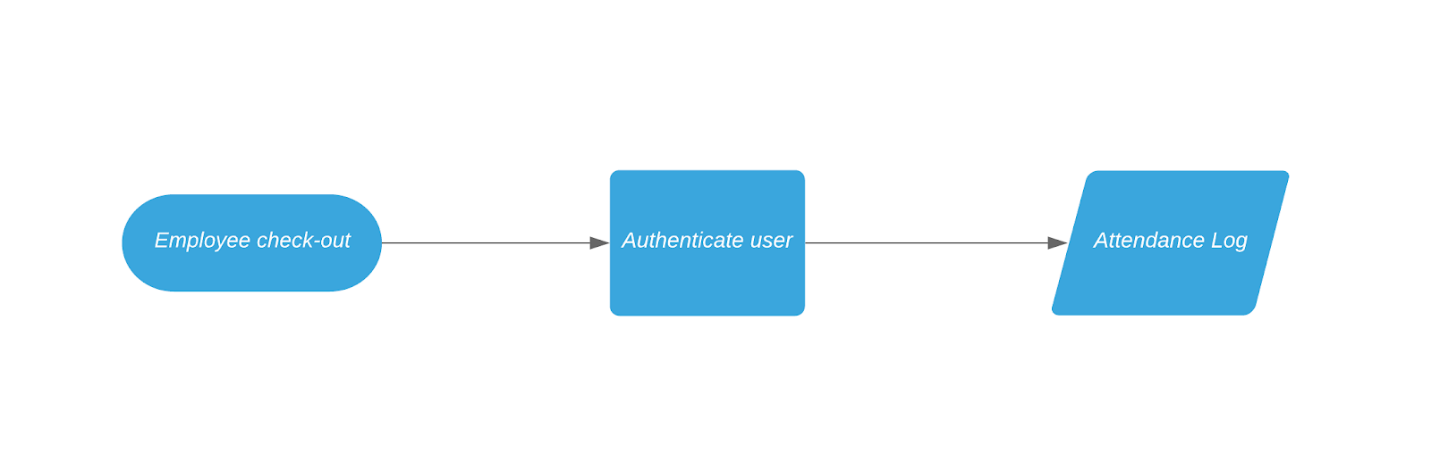 Employee check-out
Authenticate user
Attendance Log